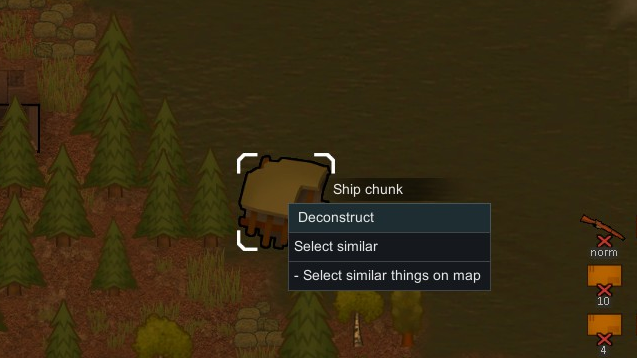 Ship chunk
Deconstruct
Select similar
- Select similar things on map
norm
10
4